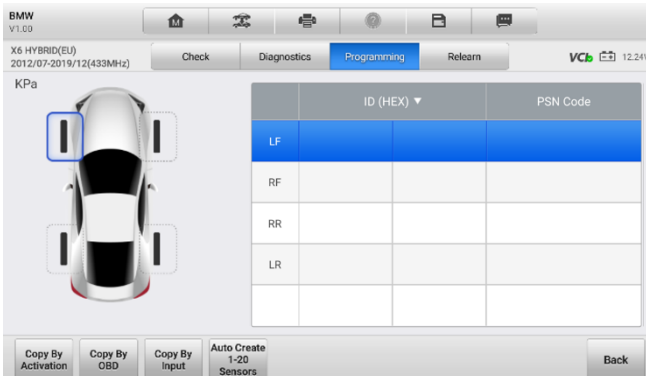 BMW
V1.00
X6 HYBRID(EU)
2012/07-2019/12(433MHz)
Check
Diagnostics
Programming
Relearn
VCI
12.24V
KPa
ID (HEX) ▼
PSN Code
LF
RF
RR
LR
Copy By
Activation
Copy By
OBD
Copy By
Input
Auto Create
1-20
Sensors
Back